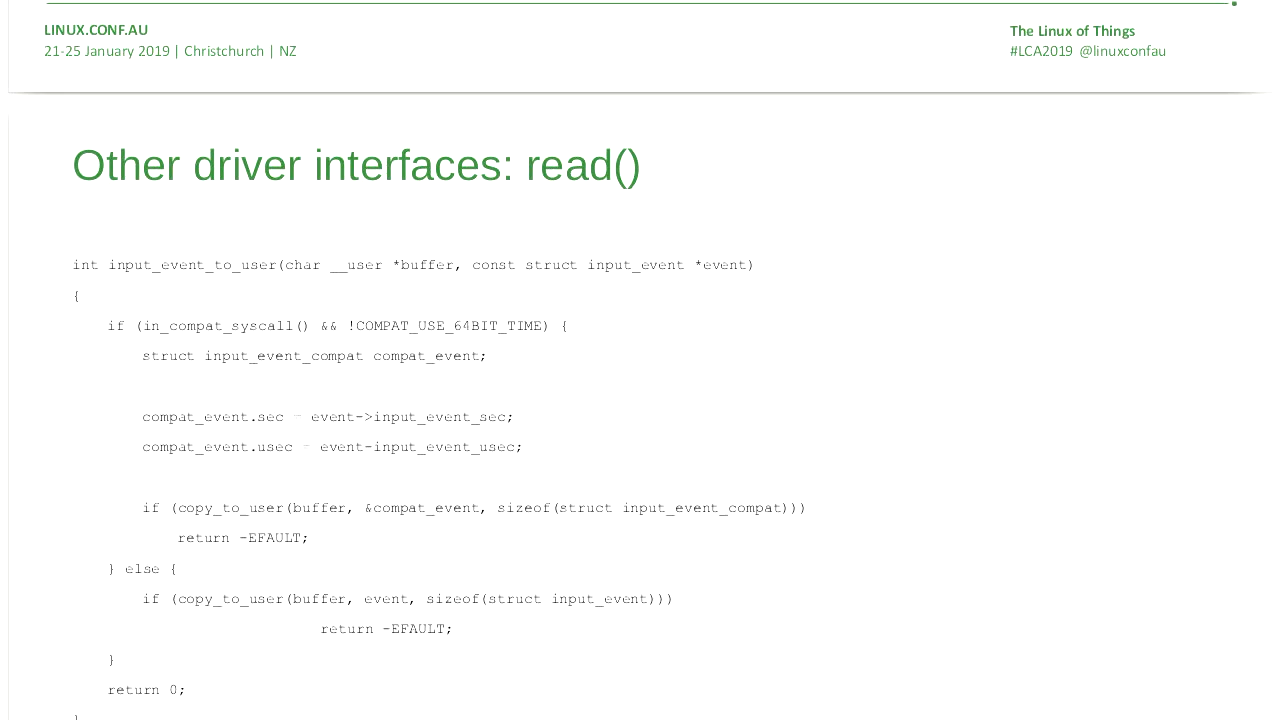 LINUX.CONF.AU
21-25 January 2019 | Christchurch | NZ
The Linux of Things
#LCA2019 @linuxconfau
Other driver interfaces: read()
int input_event_to_user(char __user *buffer, const struct input_event *event)
{
if (in_compat_syscall() && !COMPAT_USE_64BIT_TIME) {
struct input_event_compat compat_event;
compat_event.sec = event->input_event_sec;
compat_event.usec = event-input_event_usec;
if (copy_to_user(buffer, &compat_event, sizeof(struct input_event_compat)))
return -EFAULT;
} else {
if (copy_to_user(buffer, event, sizeof(struct input_event)))
return -EFAULT;
}
return 0;
}